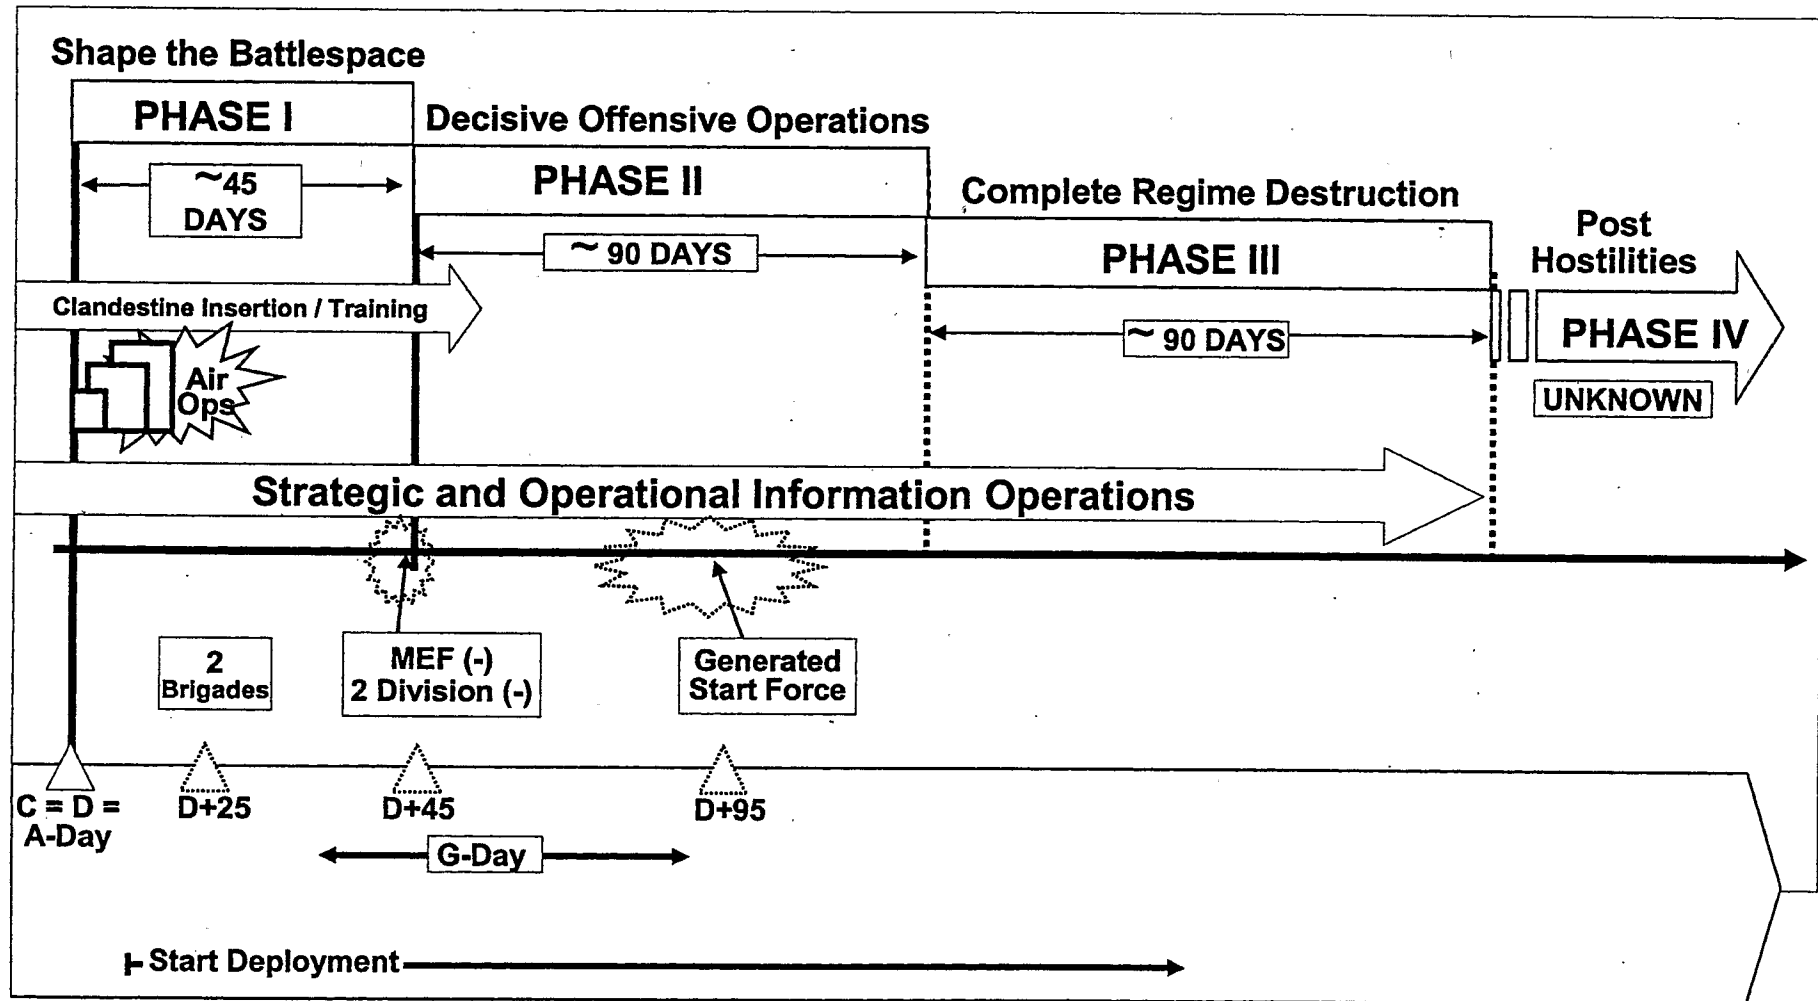 Shape the Battlespace
PHASE I
~45
DAYS
Decisive Offensive Operations
PHASE II
~ 90 DAYS
Complete Regime Destruction
PHASE III
~ 90 DAYS
Post
Hostilities
PHASE IV
UNKNOWN
Clandestine Insertion / Training
Air
Ops
Strategic and Operational Information Operations
2
Brigades
MEF (-)
2 Division (-)
Generated
Start Force
C = D =
A-Day
D+25
D+45
D+95
G-Day
Start Deployment